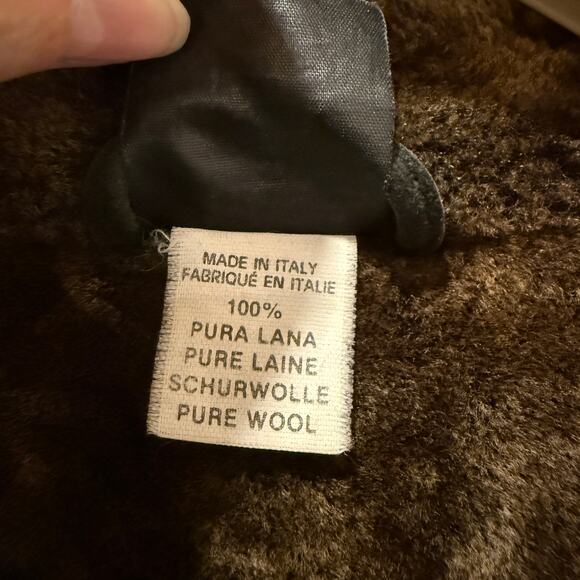 MADE IN ITALY
FABRIQUÉ EN ITALIE
100%
PURA LANA
PURE LAINE
SCHURWOLLE
PURE WOOL